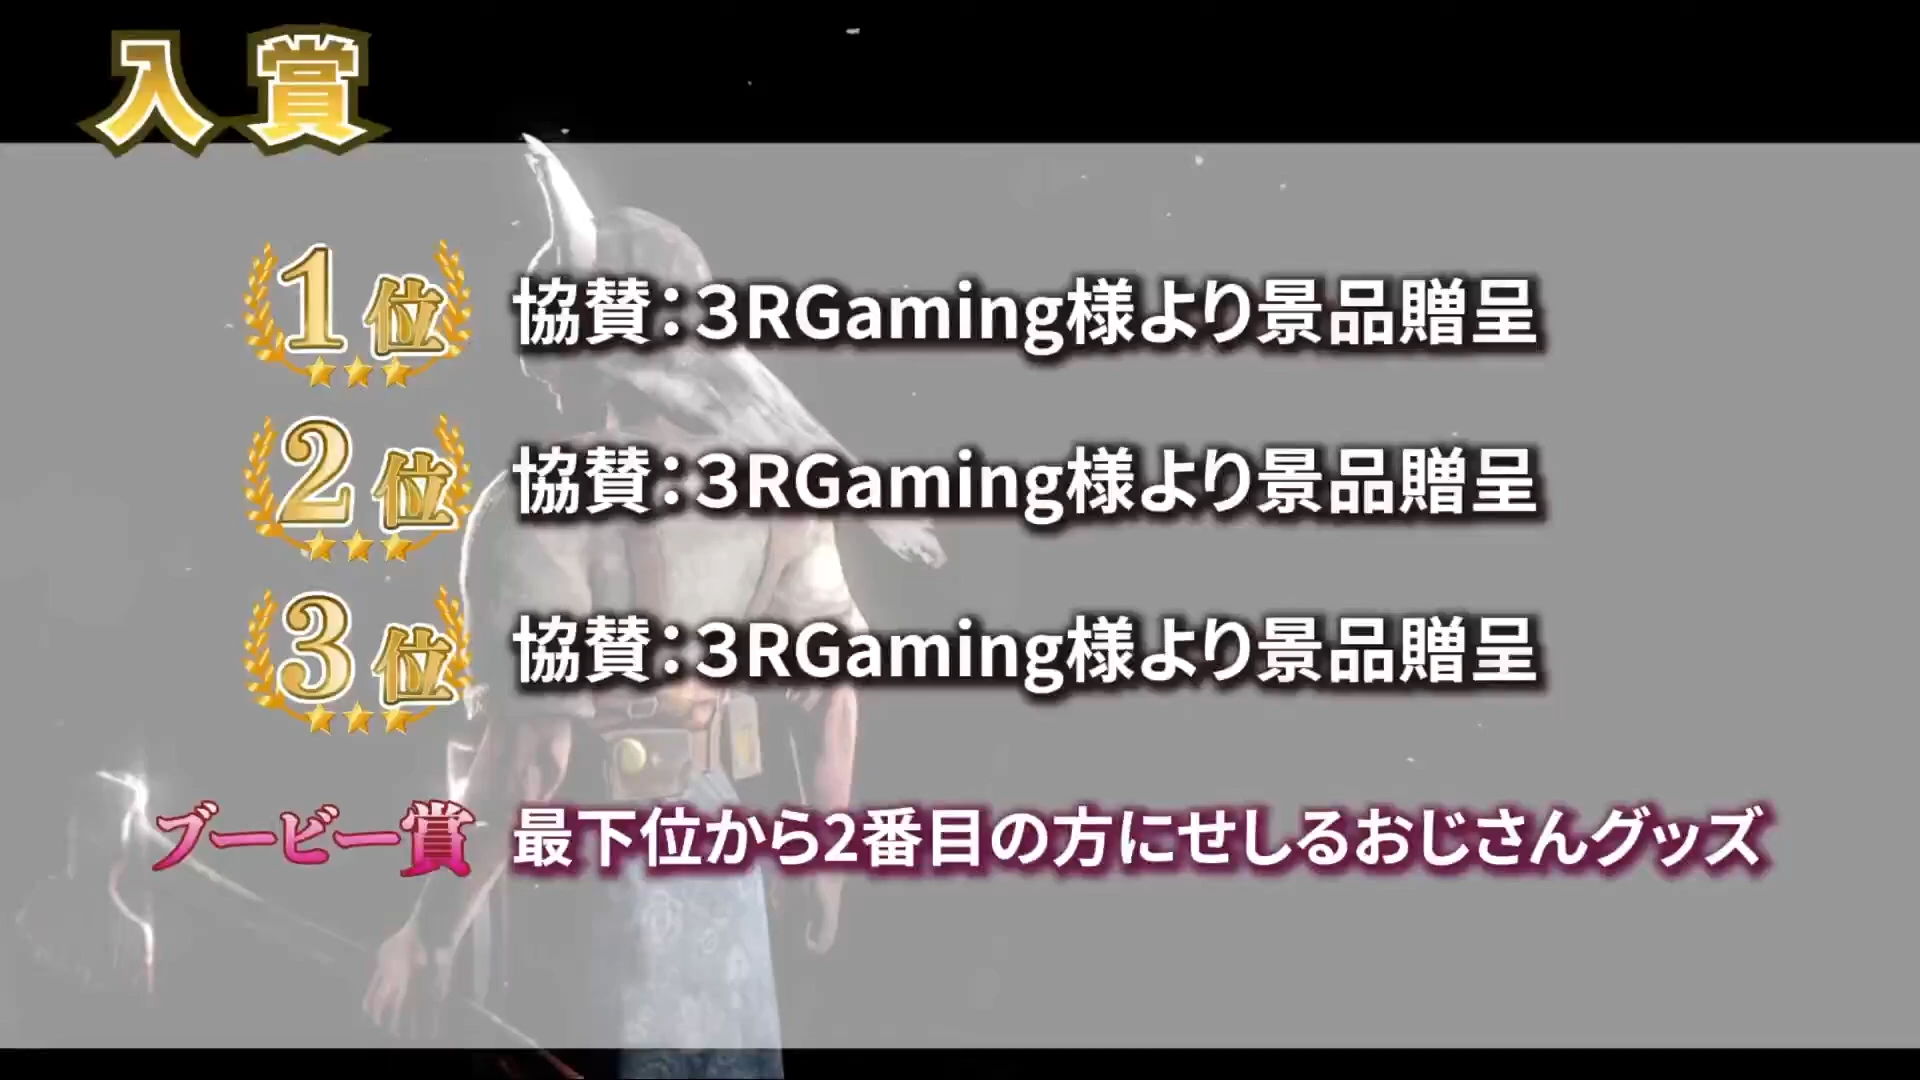 入賞
1位 協賛：３RGaming様より景品贈呈
2位 協賛：３RGaming様より景品贈呈
3位 協賛：３RGaming様より景品贈呈
ブービー賞 最下位から2番目の方にせしるおじさんグッズ